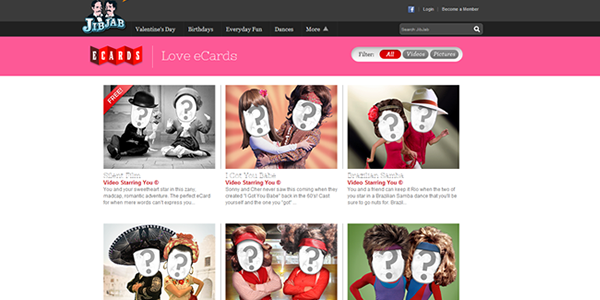 JIBJAB
Login | Become a Member
Valentine's Day Birthdays Everyday Fun Dances More
Search JibJab
ECARDS Love eCards
Filter: All Videos Pictures
FREE!
Silent Film I Got You Babe Brazilian Samba
Video Starring You ® Video Starring You ® Video Starring You ®
You and your sweetheart star in this zany,
madcap, romantic adventure. The perfect eCard
for when mere words can't express you...
Sonny and Cher never saw this coming when they
created "I Got You Babe" back in the 60's! Cast
yourself and the one you "got" ...
You and a friend can make it Rio when the two of
you star in a Brazilian Samba dance that you'll be
sure to go nuts for. Brazil...